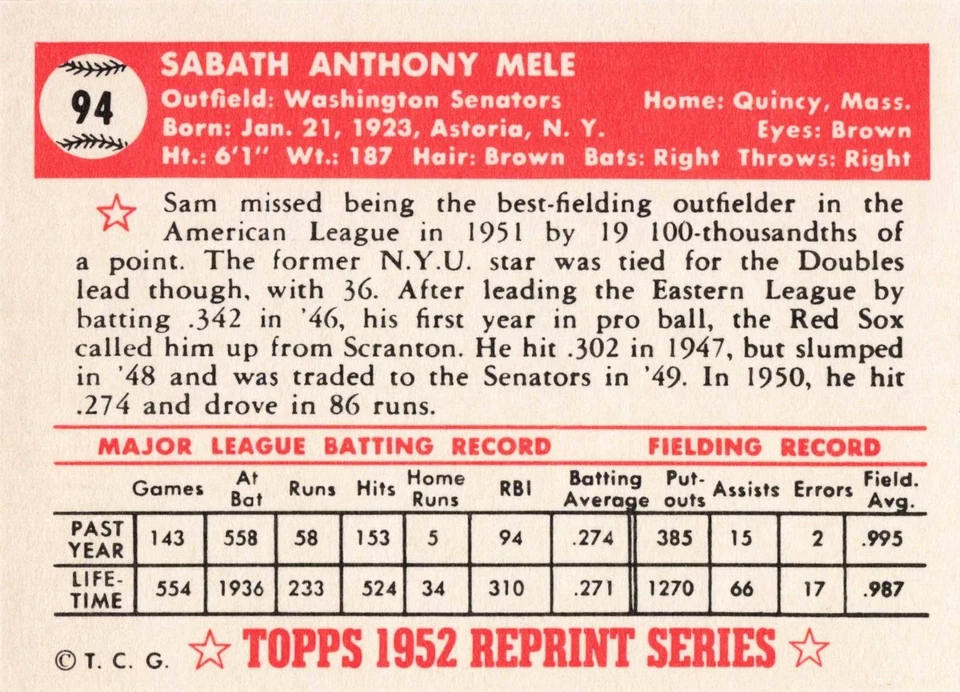 94
SABATH ANTHONY MELE
Outfield: Washington Senators Home: Quincy, Mass.
Born: Jan. 21, 1923, Astoria, N. Y. Eyes: Brown
Ht.: 6'1" Wt.: 187 Hair: Brown Bats: Right Throws: Right
Sam missed being the best-fielding outfielder in the
American League in 1951 by 19 100-thousandths of
a point. The former N.Y.U. star was tied for the Doubles
lead though, with 36. After leading the Eastern League by
batting .342 in '46, his first year in pro ball, the Red Sox
called him up from Scranton. He hit .302 in 1947, but slumped
in '48 and was traded to the Senators in '49. In 1950, he hit
.274 and drove in 86 runs.
MAJOR LEAGUE BATTING RECORD FIELDING RECORD
Games At Bat Runs Hits Home Runs RBI Batting Average Put-outs Assists Errors Field. Avg.
PAST YEAR 143 558 58 153 5 94 .274 385 15 2 .995
LIFE-TIME 554 1936 233 524 34 310 .271 1270 66 17 .987
© T. C. G. TOPPS 1952 REPRINT SERIES